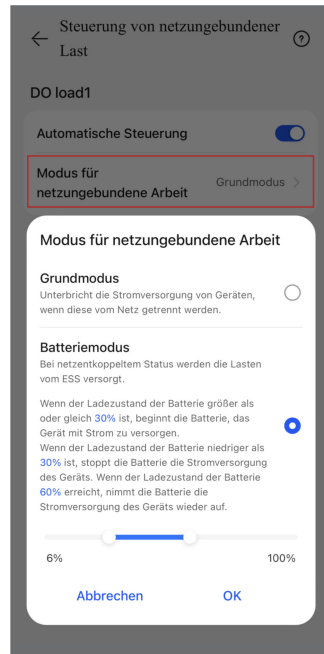 Steuerung von netzungebundener
Last
DO load1
Automatische Steuerung
Modus für
netzungebundene Arbeit
Grundmodus
Modus für netzungebundene Arbeit
Grundmodus
Unterbricht die Stromversorgung von Geräten,
wenn diese vom Netz getrennt werden.
Batteriemodus
Bei netzentkoppeltem Status werden die Lasten
vom ESS versorgt.
Wenn der Ladezustand der Batterie größer als
oder gleich 30% ist, beginnt die Batterie, das
Gerät mit Strom zu versorgen.
Wenn der Ladezustand der Batterie niedriger als
30% ist, stoppt die Batterie die Stromversorgung
des Geräts. Wenn der Ladezustand der Batterie
60% erreicht, nimmt die Batterie die
Stromversorgung des Geräts wieder auf.
6% 100%
Abbrechen OK